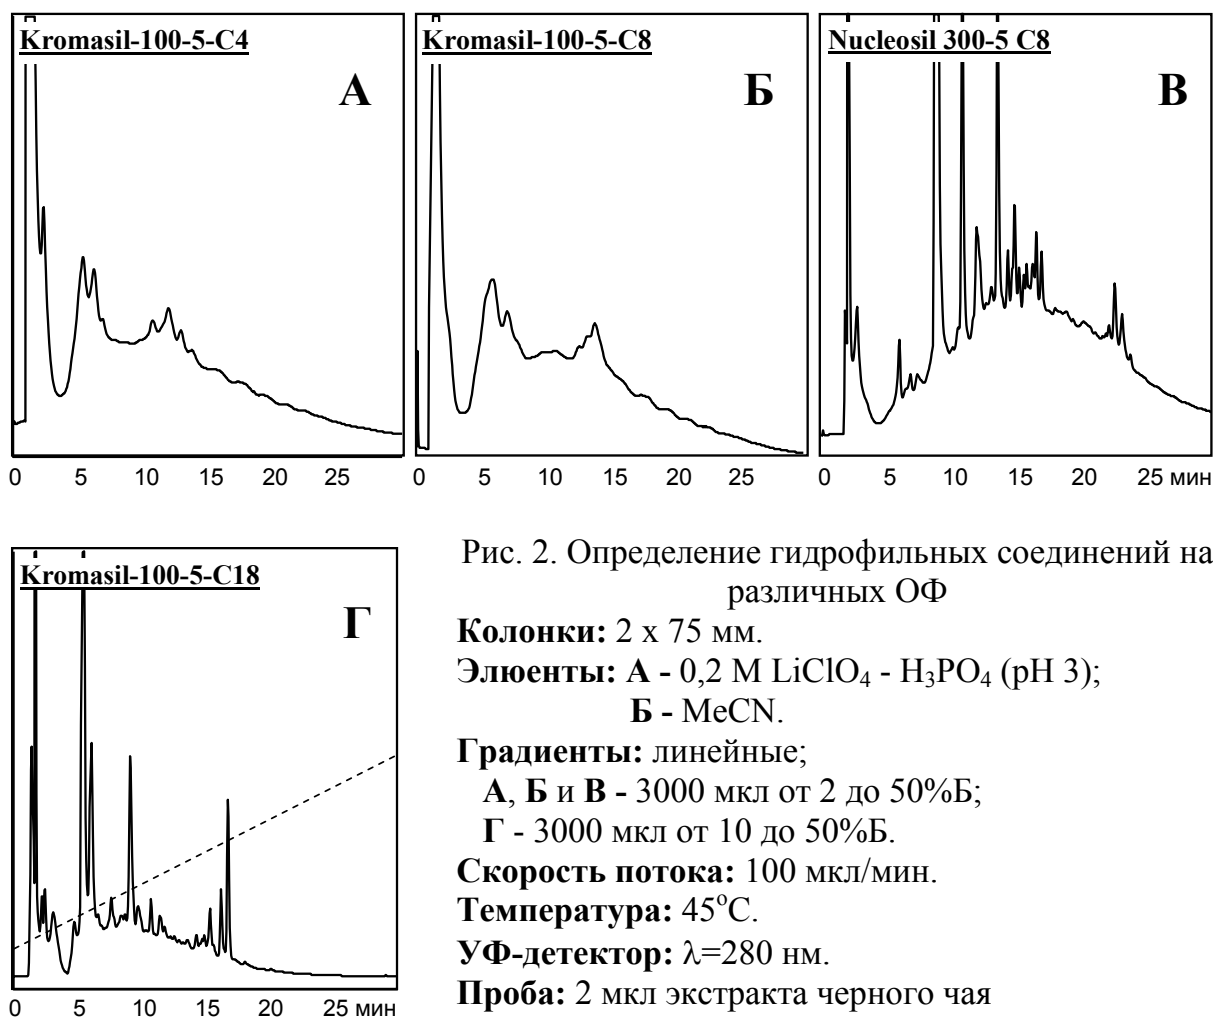 Kromasil-100-5-C4
А
0 5 10 15 20 25
Kromasil-100-5-C8
Б
0 5 10 15 20 25
Nucleosil 300-5 C8
В
0 5 10 15 20 25 мин
Kromasil-100-5-C18
Г
0 5 10 15 20 25 мин
Рис. 2. Определение гидрофильных соединений на
различных ОФ
Колонки: 2 х 75 мм.
Элюенты: А - 0,2 М LiClO₄ - H₃PO₄ (pH 3);
Б - MeCN.
Градиенты: линейные;
А, Б и В - 3000 мкл от 2 до 50%Б;
Г - 3000 мкл от 10 до 50%Б.
Скорость потока: 100 мкл/мин.
Температура: 45°С.
УФ-детектор: λ=280 нм.
Проба: 2 мкл экстракта черного чая